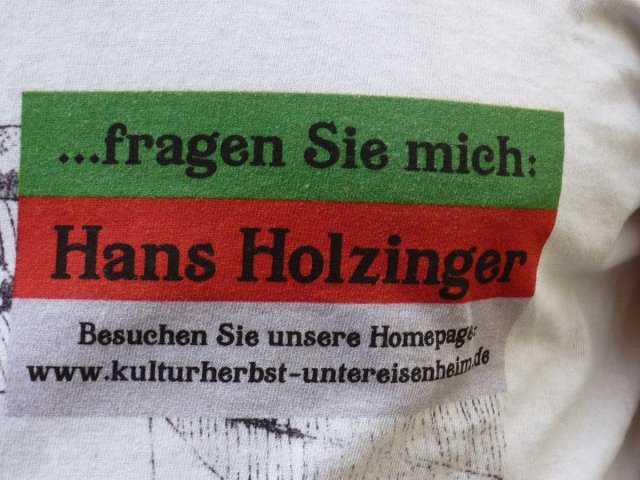 ...fragen Sie mich:
Hans Holzinger
Besuchen Sie unsere Homepage:
www.kulturherbst-untereisenheim.de